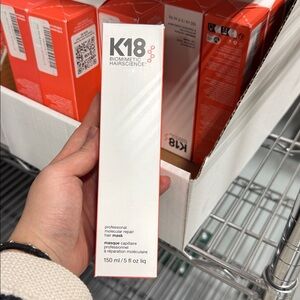 K18
BIOMIMETIC
HAIRSCIENCE
professional
molecular repair
hair mask
masque capillaire
professionnel
à réparation moléculaire
150 ml / 5 fl oz liq
K18